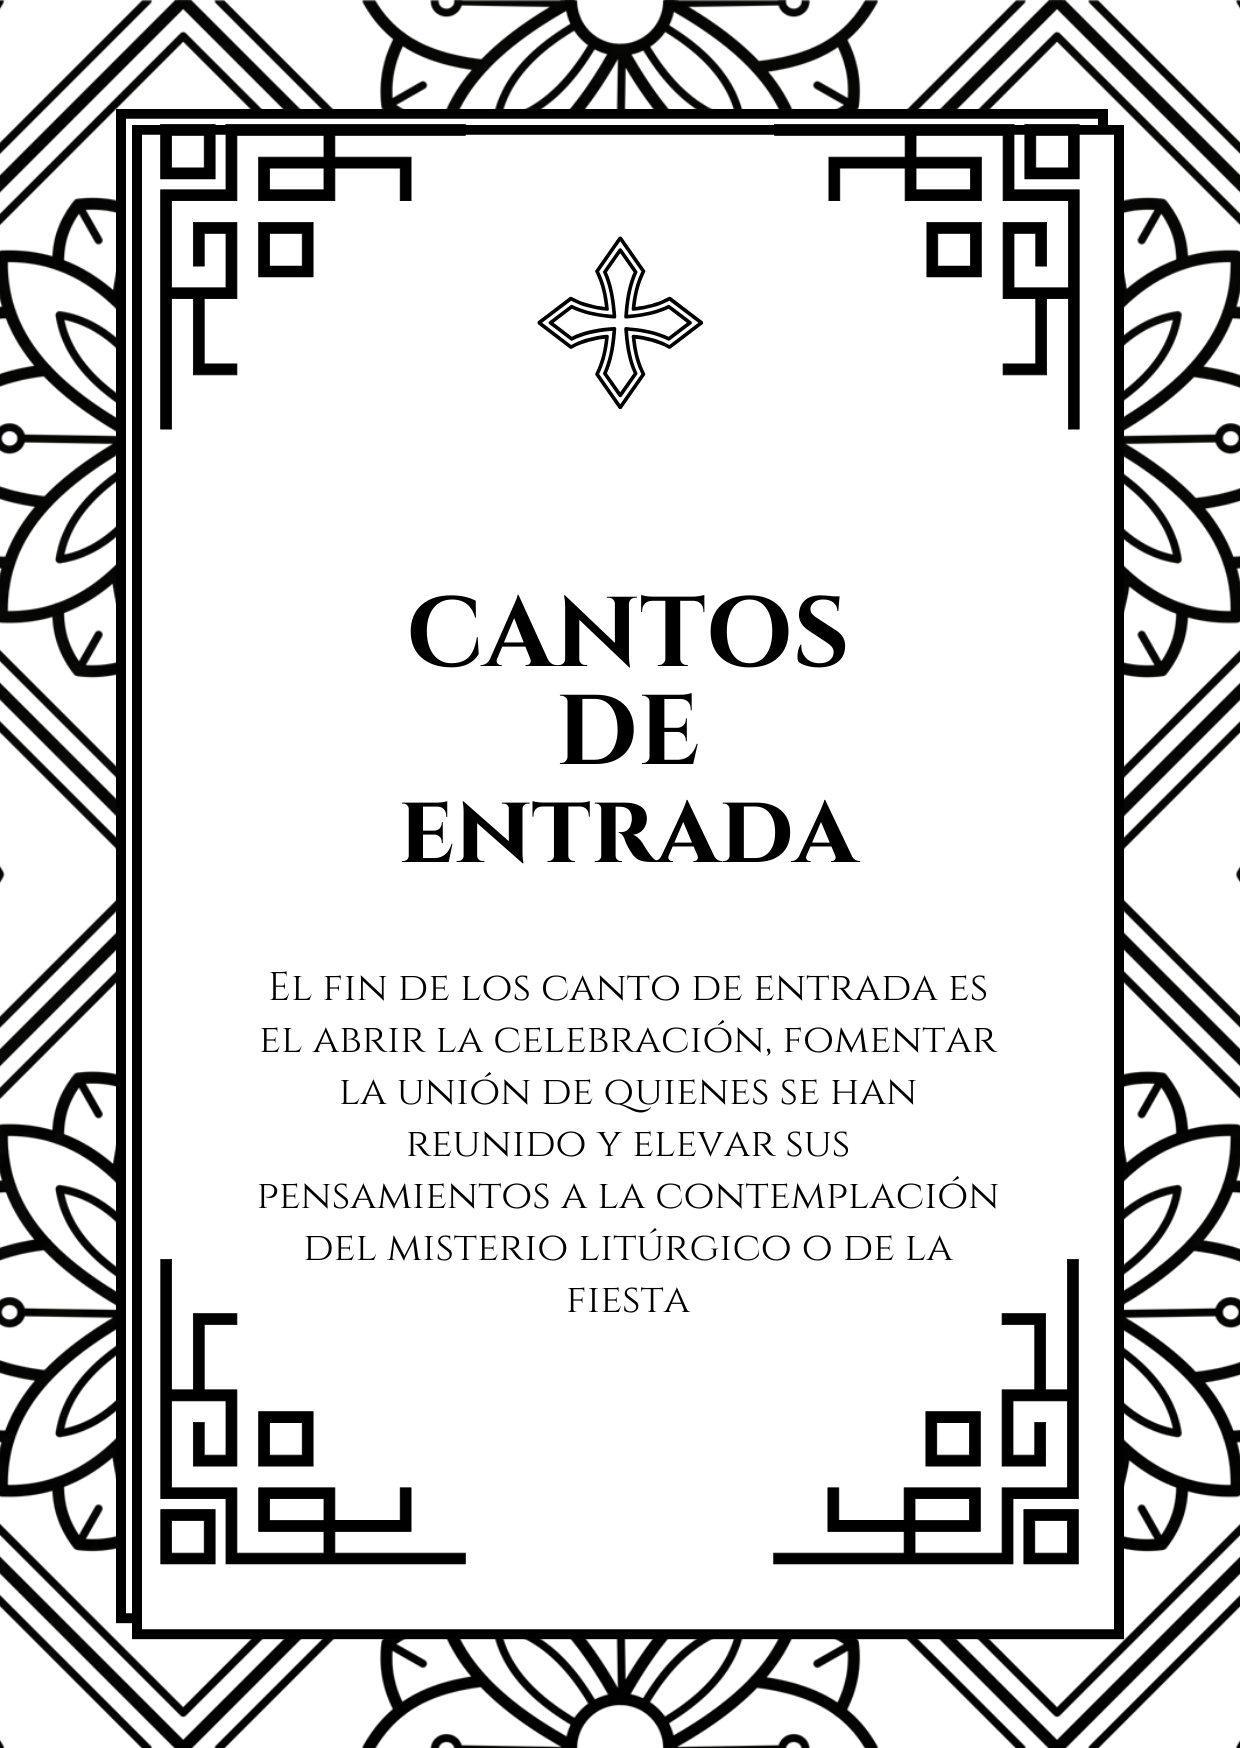 CANTOS
DE
ENTRADA
El fin de los canto de entrada es
el abrir la celebración, fomentar
la unión de quienes se han
reunido y elevar sus
pensamientos a la contemplación
del misterio litúrgico o de la
fiesta